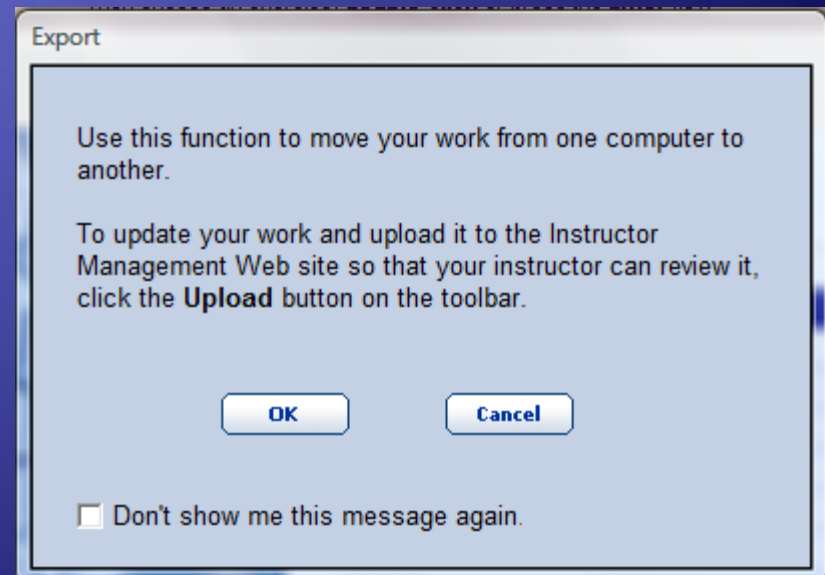 Export
Use this function to move your work from one computer to
another.
To update your work and upload it to the Instructor
Management Web site so that your instructor can review it,
click the Upload button on the toolbar.
OK Cancel
Don't show me this message again.